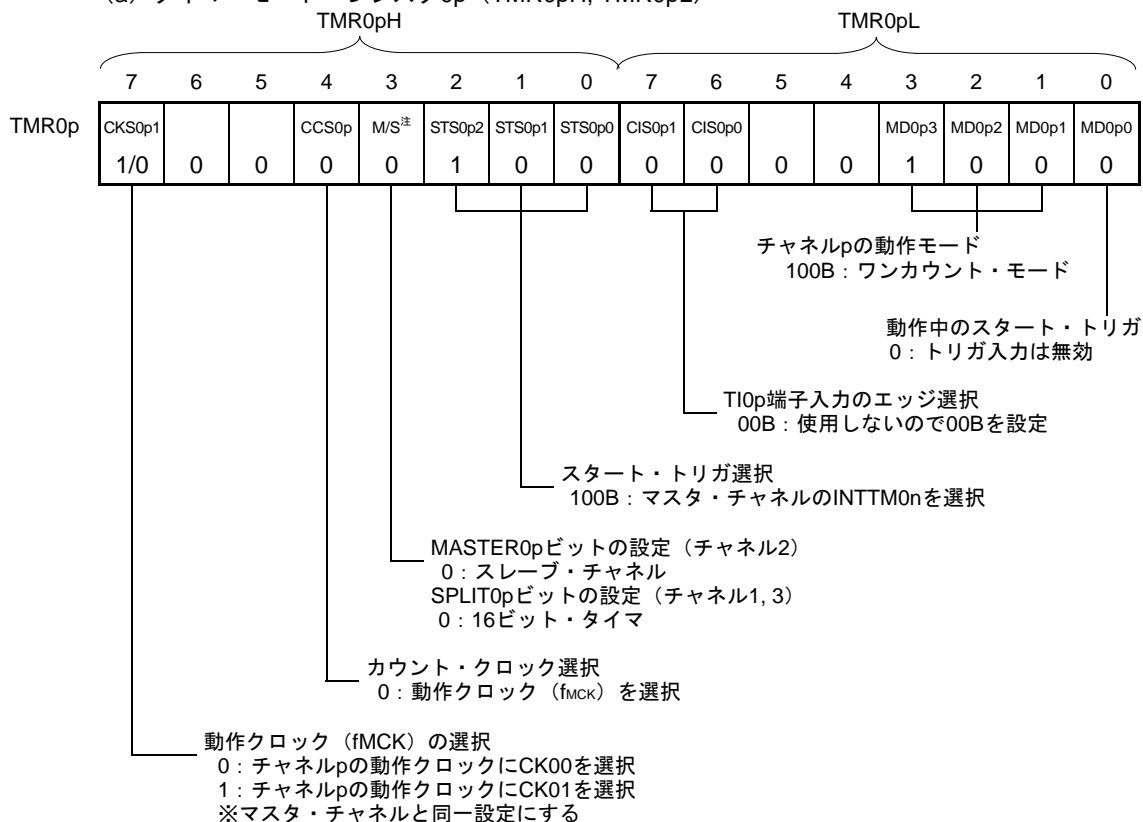 TMR0pH TMR0pL
7 6 5 4 3 2 1 0 7 6 5 4 3 2 1 0
TMR0p CKS0p1 CCS0p M/S注 STS0p2 STS0p1 STS0p0 CIS0p1 CIS0p0 MD0p3 MD0p2 MD0p1 MD0p0
1/0 0 0 0 0 1 0 0 0 0 0 0 1 0 0 0
チャネルpの動作モード
100B:ワンカウント・モード
動作中のスタート・トリガ
0:トリガ入力は無効
TI0p端子入力のエッジ選択
00B:使用しないので00Bを設定
スタート・トリガ選択
100B:マスタ・チャネルのINTTM0nを選択
MASTER0pビットの設定(チャネル2)
0:スレーブ・チャネル
SPLIT0pビットの設定(チャネル1, 3)
0:16ビット・タイマ
カウント・クロック選択
0:動作クロック(fMCK)を選択
動作クロック(fMCK)の選択
0:チャネルpの動作クロックにCK00を選択
1:チャネルpの動作クロックにCK01を選択
※マスタ・チャネルと同一設定にする